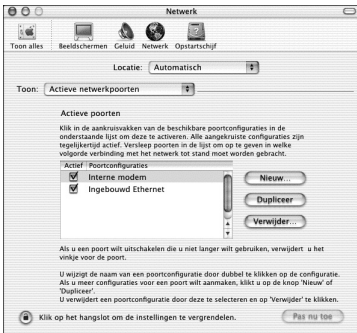 Netwerk
Toon alles Beeldschermen Geluid Netwerk Opstartschijf
Locatie: Automatisch
Toon: Actieve netwerkpoorten
Actieve poorten
Klik in de aankruisvakken van de beschikbare poortconfiguraties in de
onderstaande lijst om deze te activeren. Alle aangekruiste configuraties zijn
tegelijkertijd actief. Versleep poorten in de lijst om op te geven in welke
volgorde verbinding met het netwerk tot stand moet worden gebracht.
Actief Poortconfiguraties
Interne modem
Ingebouwd Ethernet
Nieuw...
Dupliceer
Verwijder...
Als u een poort wilt uitschakelen die u niet langer wilt gebruiken, verwijdert u het
vinkje voor de poort.
U wijzigt de naam van een poortconfiguratie door dubbel te klikken op de configuratie.
Als u meer configuraties voor een poort wilt aanmaken, klikt u op de knop 'Nieuw' of
'Dupliceer'.
U verwijdert een poortconfiguratie door deze te selecteren en op 'Verwijder' te klikken.
Klik op het hangslot om de instellingen te vergrendelen.
Pas nu toe